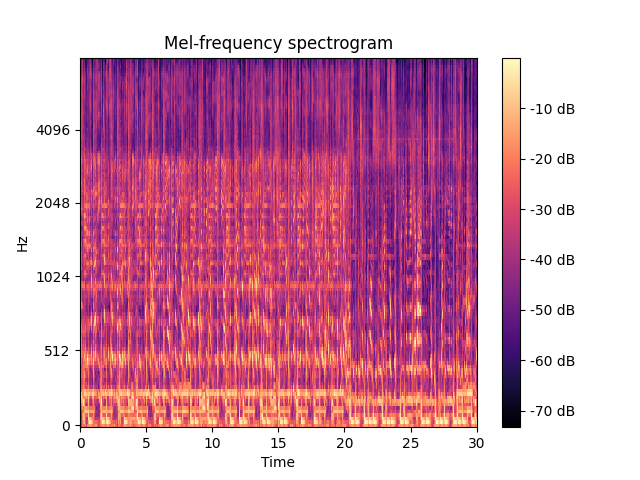 Mel-frequency spectrogram
Hz
4096
2048
1024
512
0
0 5 10 15 20 25 30
Time
-10 dB
-20 dB
-30 dB
-40 dB
-50 dB
-60 dB
-70 dB